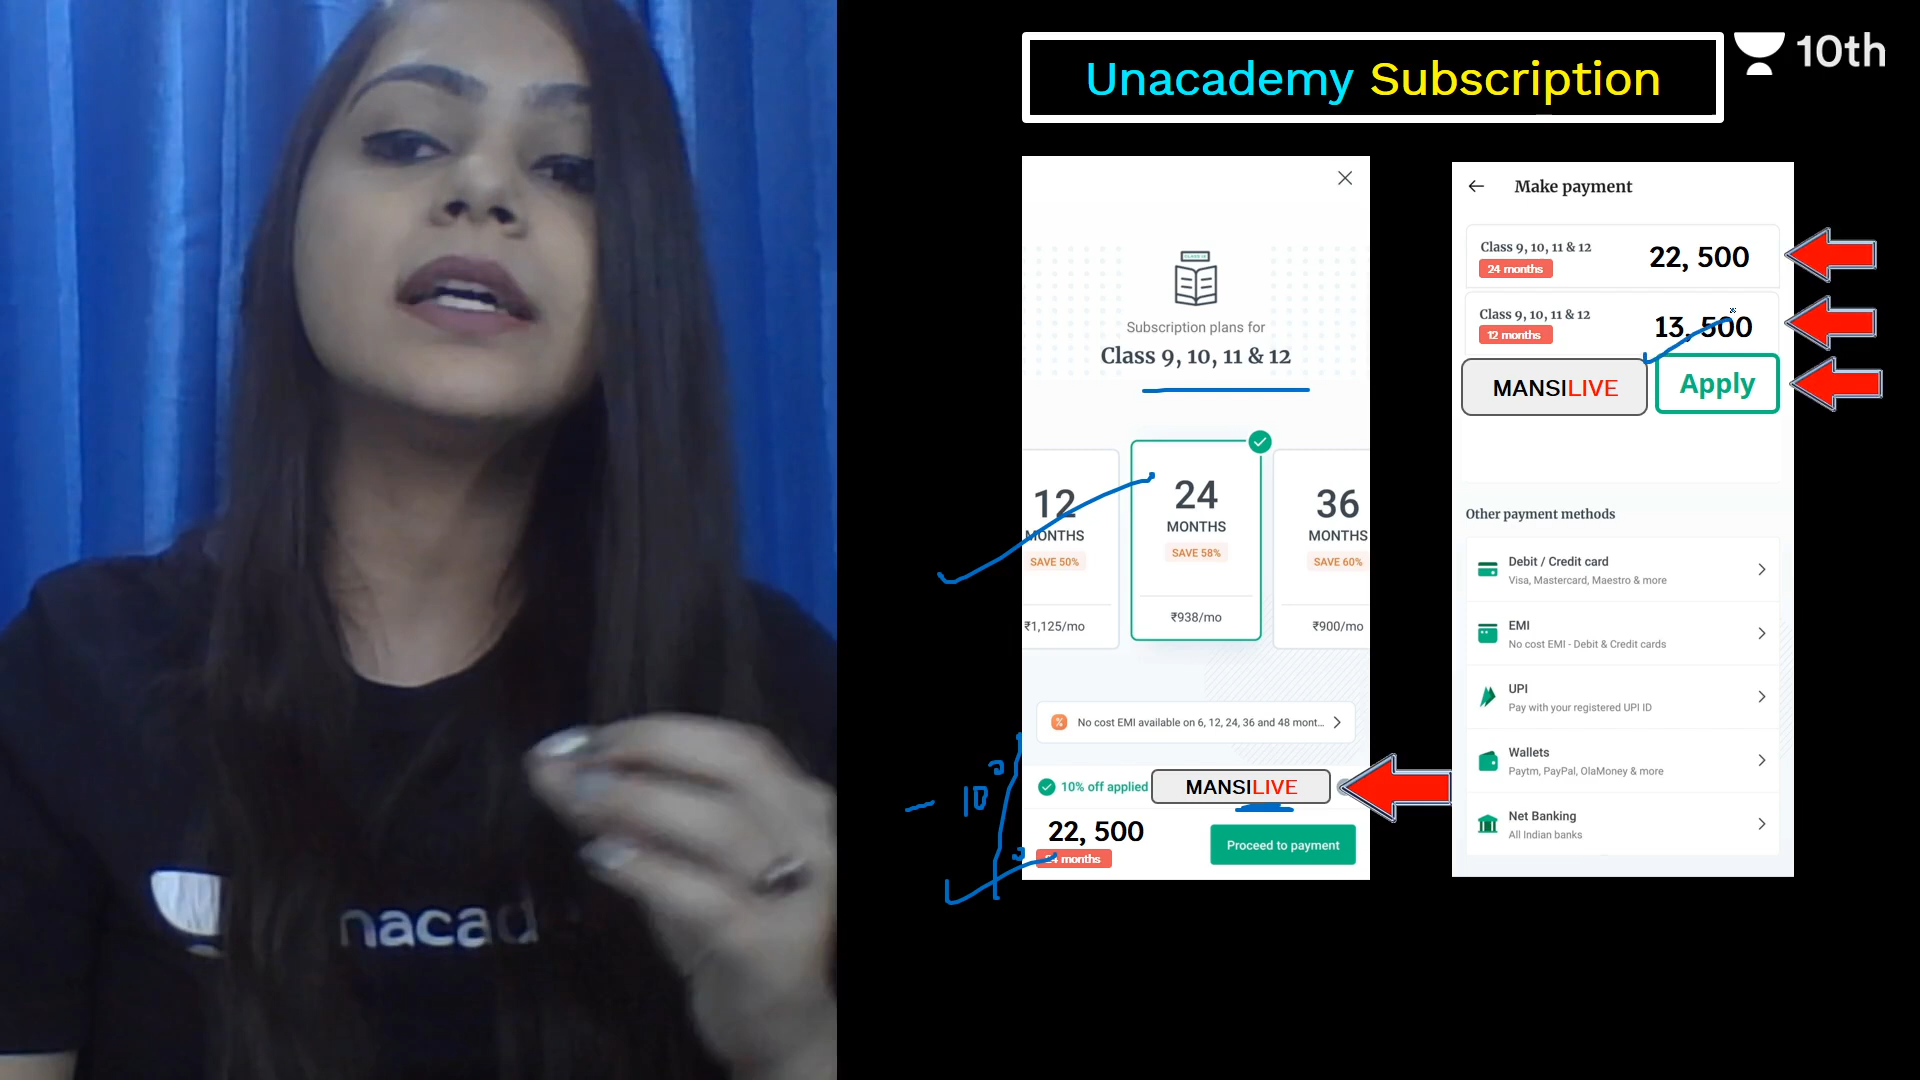 Unacademy Subscription
10th
Subscription plans for
Class 9, 10, 11 & 12
12
MONTHS
SAVE 50%
₹1,125/mo
24
MONTHS
SAVE 58%
₹938/mo
36
MONTHS
SAVE 60%
₹900/mo
No cost EMI available on 6, 12, 24, 36 and 48 mont...
10% off applied
MANSILIVE
22, 500
24 months
Proceed to payment
Make payment
Class 9, 10, 11 & 12
24 months
22, 500
Class 9, 10, 11 & 12
12 months
13, 500
MANSILIVE
Apply
Other payment methods
Debit / Credit card
Visa, Mastercard, Maestro & more
EMI
No cost EMI - Debit & Credit cards
UPI
Pay with your registered UPI ID
Wallets
Paytm, PayPal, OlaMoney & more
Net Banking
All Indian banks
nacad